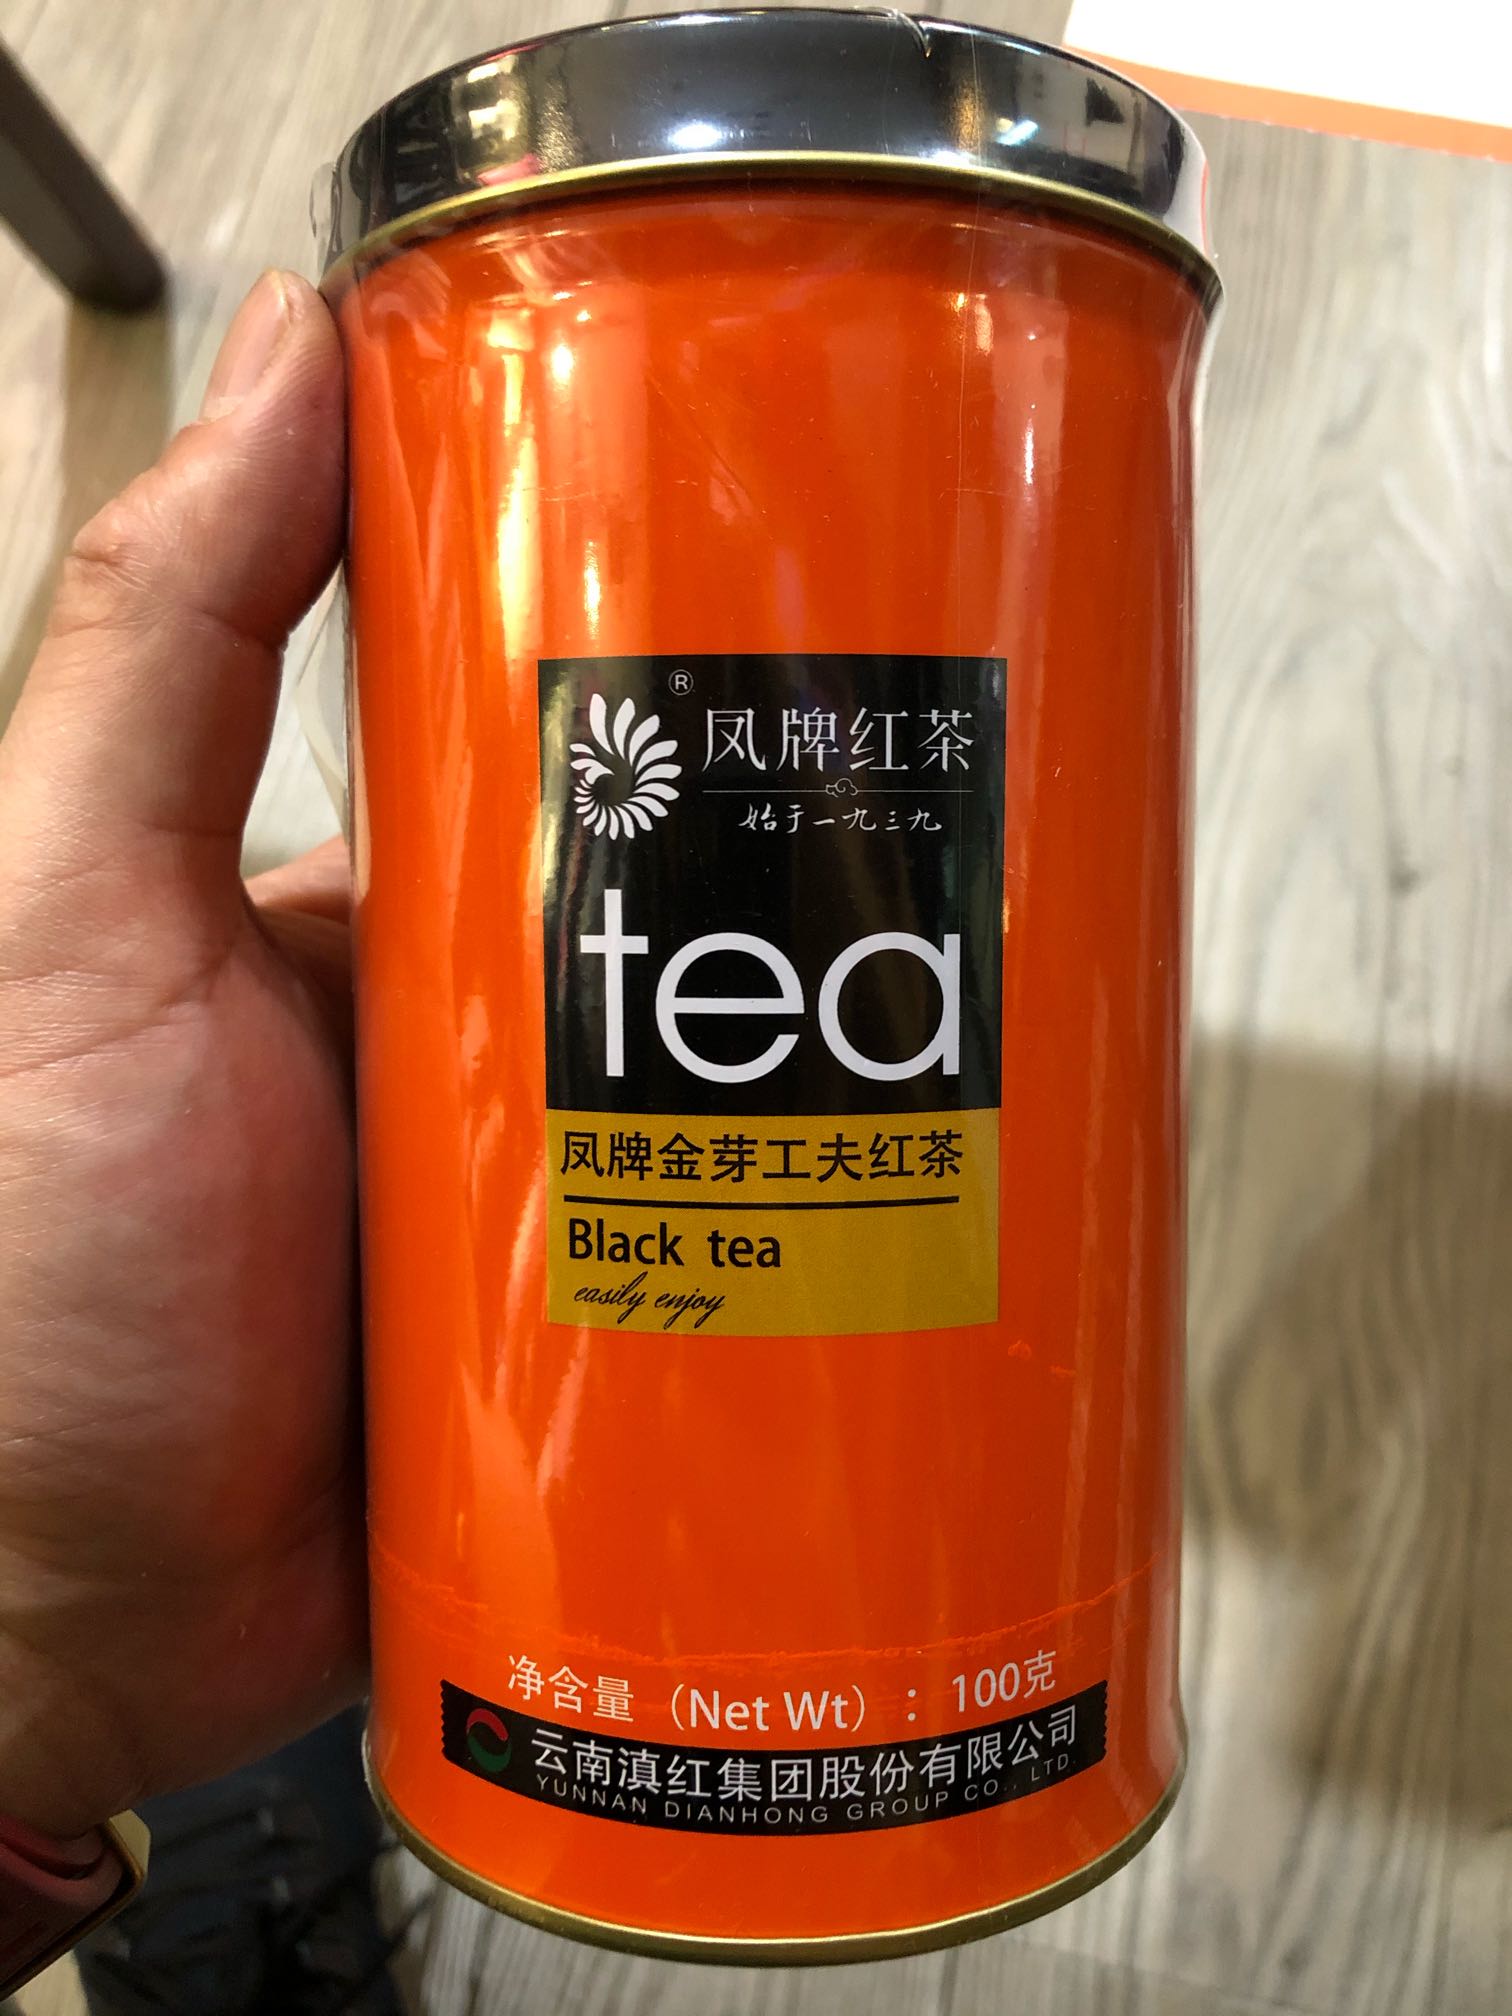 ®
凤牌红茶
始于一九三九
tea
凤牌金芽工夫红茶
Black tea
easily enjoy
净含量（Net Wt）：100克
云南滇红集团股份有限公司
YUNNAN DIANHONG GROUP CO., LTD.